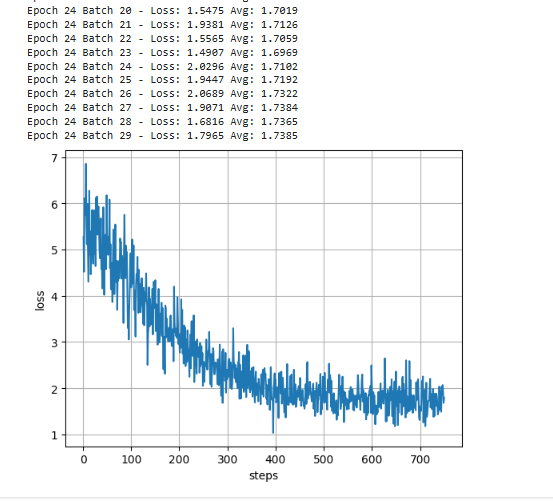 Epoch 24 Batch 20 - Loss: 1.5475 Avg: 1.7019
Epoch 24 Batch 21 - Loss: 1.9381 Avg: 1.7126
Epoch 24 Batch 22 - Loss: 1.5565 Avg: 1.7059
Epoch 24 Batch 23 - Loss: 1.4907 Avg: 1.6969
Epoch 24 Batch 24 - Loss: 2.0296 Avg: 1.7102
Epoch 24 Batch 25 - Loss: 1.9447 Avg: 1.7192
Epoch 24 Batch 26 - Loss: 2.0689 Avg: 1.7322
Epoch 24 Batch 27 - Loss: 1.9071 Avg: 1.7384
Epoch 24 Batch 28 - Loss: 1.6816 Avg: 1.7365
Epoch 24 Batch 29 - Loss: 1.7965 Avg: 1.7385
7
6
5
4
3
2
1
loss
0 100 200 300 400 500 600 700
steps